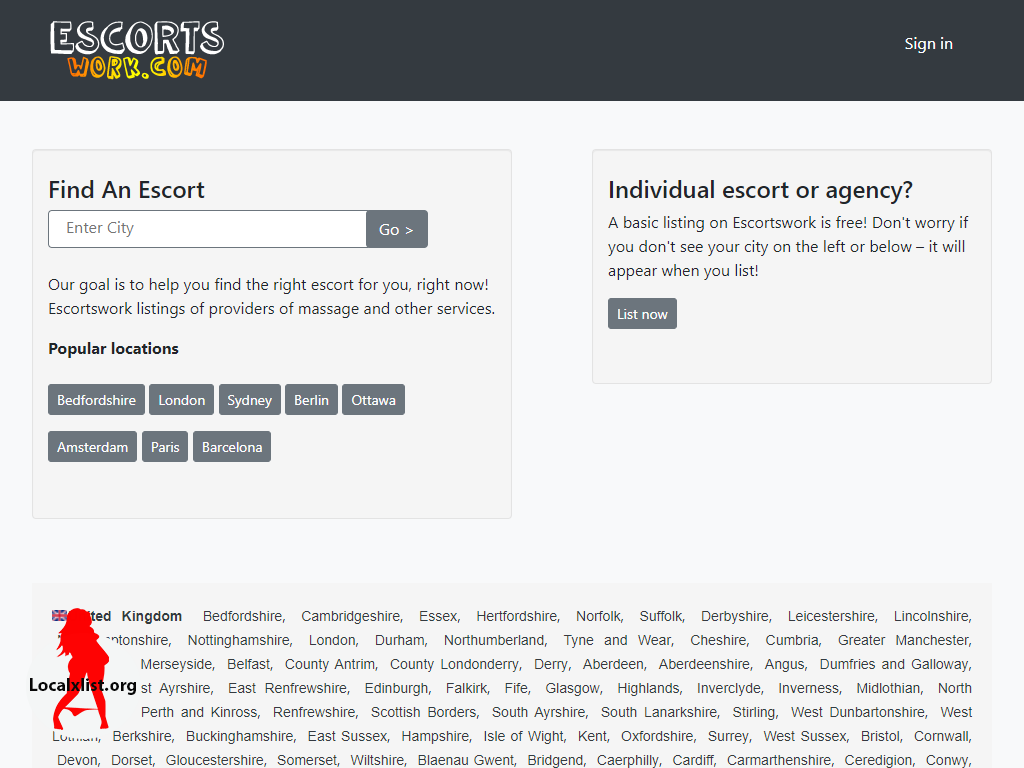 ESCORTS
WORK.COM
Sign in
Find An Escort
Enter City
Go >
Our goal is to help you find the right escort for you, right now!
Escortswork listings of providers of massage and other services.
Popular locations
Bedfordshire London Sydney Berlin Ottawa
Amsterdam Paris Barcelona
Individual escort or agency?
A basic listing on Escortswork is free! Don't worry if
you don't see your city on the left or below – it will
appear when you list!
List now
Kingdom Bedfordshire, Cambridgeshire, Essex, Hertfordshire, Norfolk, Suffolk, Derbyshire, Leicestershire, Lincolnshire,
Nottinghamshire, London, Durham, Northumberland, Tyne and Wear, Cheshire, Cumbria, Greater Manchester,
Merseyside, Belfast, County Antrim, County Londonderry, Derry, Aberdeen, Aberdeenshire, Angus, Dumfries and Galloway,
Localxlist.org
st Ayrshire, East Renfrewshire, Edinburgh, Falkirk, Fife, Glasgow, Highlands, Inverclyde, Inverness, Midlothian, North
Perth and Kinross, Renfrewshire, Scottish Borders, South Ayrshire, South Lanarkshire, Stirling, West Dunbartonshire, West
Berkshire, Buckinghamshire, East Sussex, Hampshire, Isle of Wight, Kent, Oxfordshire, Surrey, West Sussex, Bristol, Cornwall,
Devon, Dorset, Gloucestershire, Somerset, Wiltshire, Blaenau Gwent, Bridgend, Caerphilly, Cardiff, Carmarthenshire, Ceredigion, Conwy,